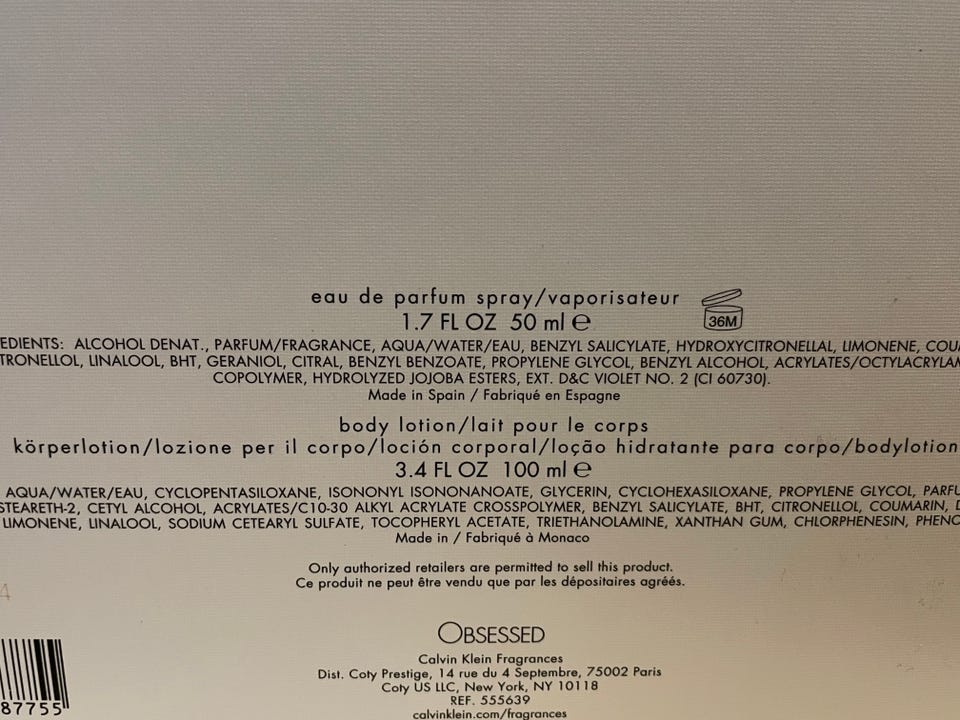 eau de parfum spray/vaporisateur
1.7 FL OZ 50 ml ℮
36M
EDIENTS: ALCOHOL DENAT., PARFUM/FRAGRANCE, AQUA/WATER/EAU, BENZYL SALICYLATE, HYDROXYCITRONELLAL, LIMONENE, COU
TRONELLOL, LINALOOL, BHT, GERANIOL, CITRAL, BENZYL BENZOATE, PROPYLENE GLYCOL, BENZYL ALCOHOL, ACRYLATES/OCTYLACRYLAM
COPOLYMER, HYDROLYZED JOJOBA ESTERS, EXT. D&C VIOLET NO. 2 (CI 60730).
Made in Spain / Fabriqué en Espagne
body lotion/lait pour le corps
körperlotion/lozione per il corpo/loción corporal/loção hidratante para corpo/bodylotion
3.4 FL OZ 100 ml ℮
AQUA/WATER/EAU, CYCLOPENTASILOXANE, ISONONYL ISONONANOATE, GLYCERIN, CYCLOHEXASILOXANE, PROPYLENE GLYCOL, PARFU
STEARETH-2, CETYL ALCOHOL, ACRYLATES/C10-30 ALKYL ACRYLATE CROSSPOLYMER, BENZYL SALICYLATE, BHT, CITRONELLOL, COUMARIN, D
LIMONENE, LINALOOL, SODIUM CETEARYL SULFATE, TOCOPHERYL ACETATE, TRIETHANOLAMINE, XANTHAN GUM, CHLORPHENESIN, PHENO
Made in / Fabriqué à Monaco
Only authorized retailers are permitted to sell this product.
Ce produit ne peut être vendu que par les dépositaires agréés.
4
OBSESSED
Calvin Klein Fragrances
Dist. Coty Prestige, 14 rue du 4 Septembre, 75002 Paris
Coty US LLC, New York, NY 10118
REF. 555639
calvinklein.com/fragrances
87755